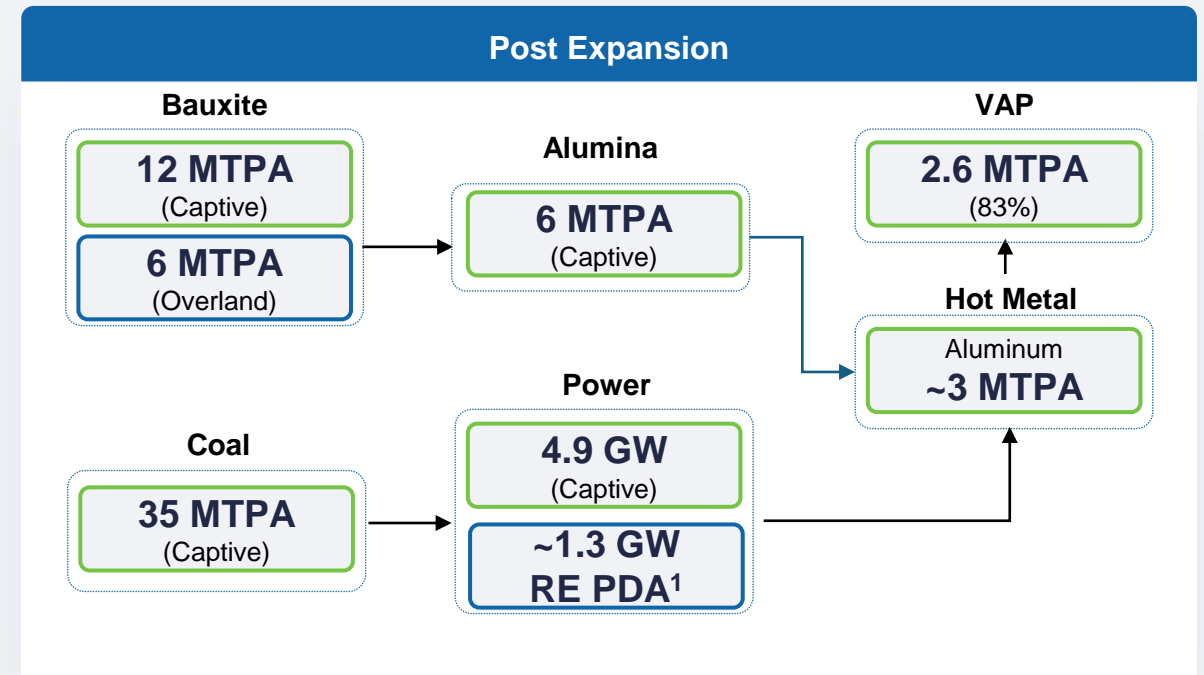 Post Expansion
Bauxite
12 MTPA
(Captive)
6 MTPA
(Overland)
Alumina
6 MTPA
(Captive)
VAP
2.6 MTPA
(83%)
Hot Metal
Aluminum
~3 MTPA
Coal
35 MTPA
(Captive)
Power
4.9 GW
(Captive)
~1.3 GW
RE PDA¹